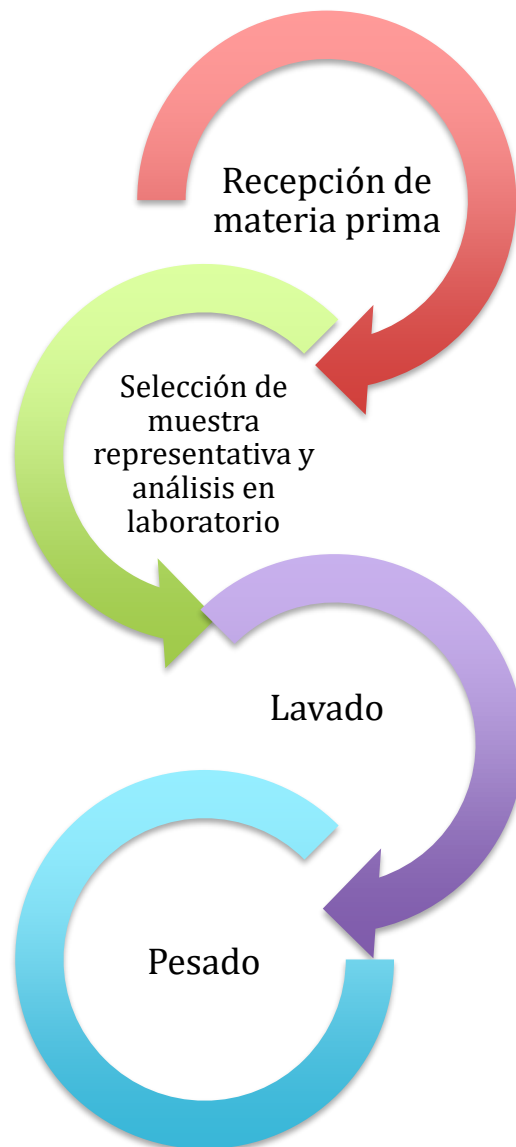 Recepción de
materia prima
Selección de
muestra
representativa y
análisis en
laboratorio
Lavado
Pesado